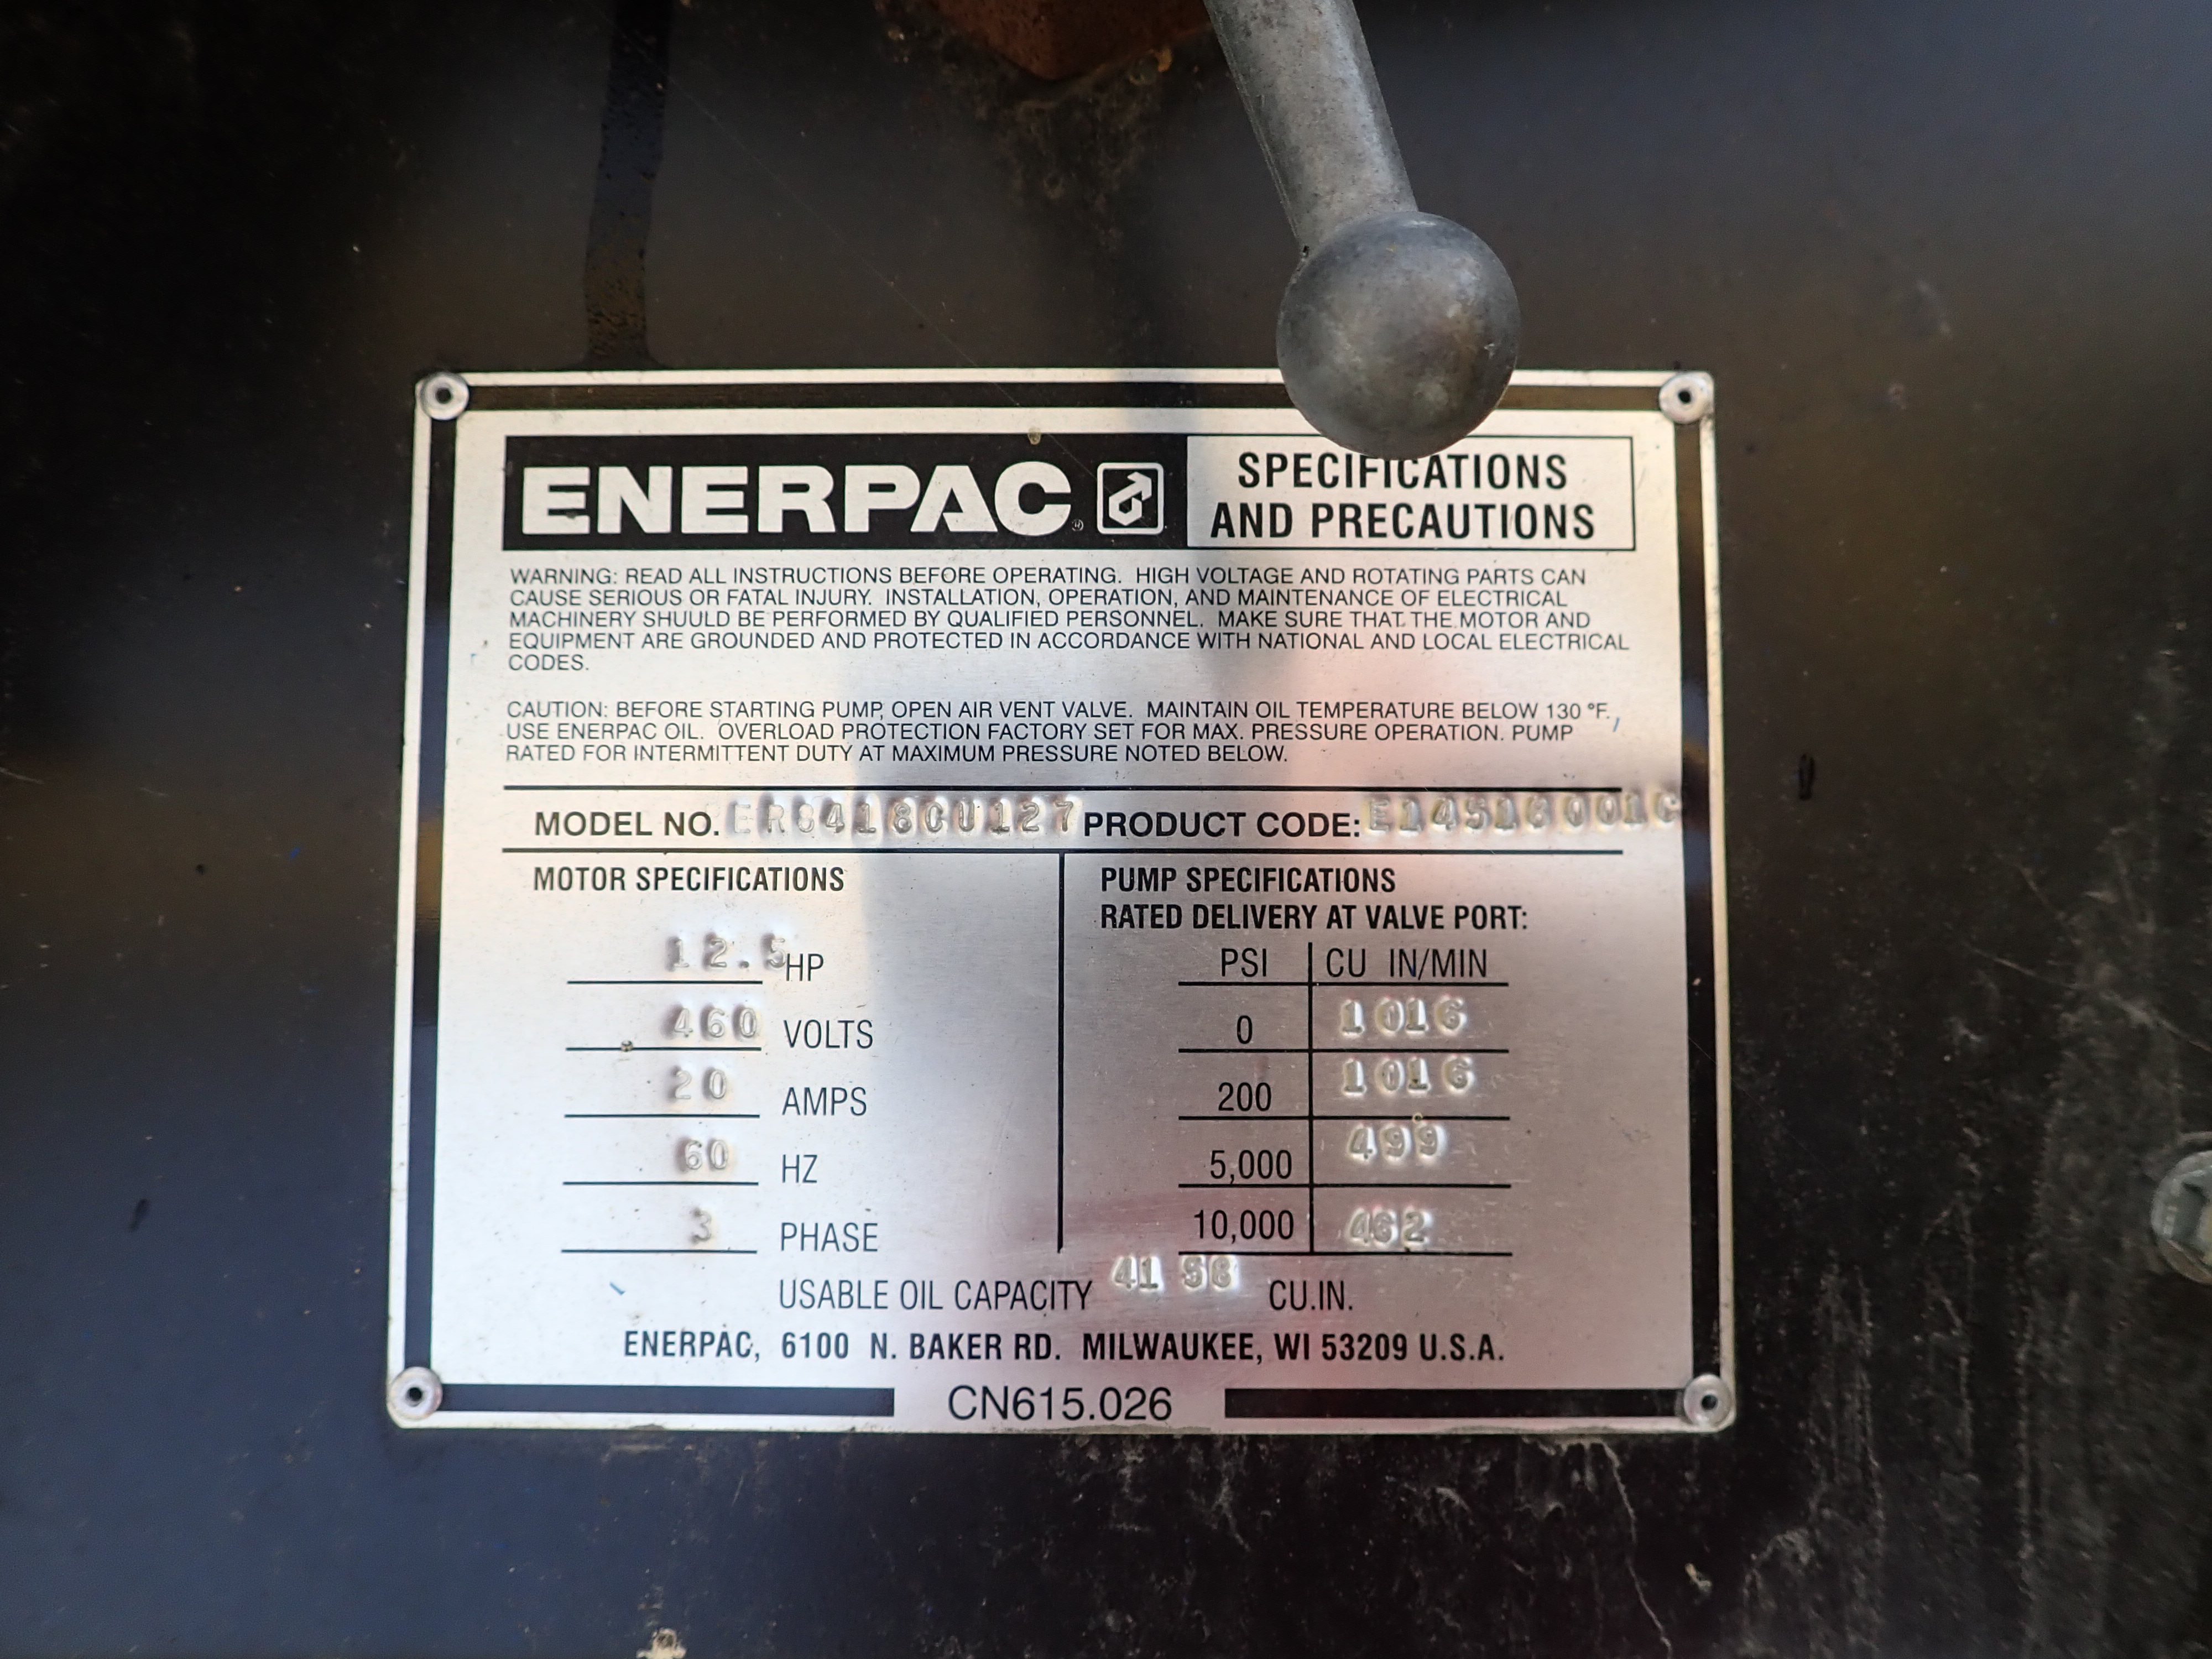 ENERPAC
SPECIFICATIONS
AND PRECAUTIONS
WARNING: READ ALL INSTRUCTIONS BEFORE OPERATING. HIGH VOLTAGE AND ROTATING PARTS CAN
CAUSE SERIOUS OR FATAL INJURY. INSTALLATION, OPERATION, AND MAINTENANCE OF ELECTRICAL
MACHINERY SHUULD BE PERFORMED BY QUALIFIED PERSONNEL. MAKE SURE THAT THE MOTOR AND
EQUIPMENT ARE GROUNDED AND PROTECTED IN ACCORDANCE WITH NATIONAL AND LOCAL ELECTRICAL
CODES.
CAUTION: BEFORE STARTING PUMP, OPEN AIR VENT VALVE. MAINTAIN OIL TEMPERATURE BELOW 130 °F.
USE ENERPAC OIL. OVERLOAD PROTECTION FACTORY SET FOR MAX. PRESSURE OPERATION. PUMP
RATED FOR INTERMITTENT DUTY AT MAXIMUM PRESSURE NOTED BELOW.
MODEL NO. PRODUCT CODE:
MOTOR SPECIFICATIONS
12.5 HP
460 VOLTS
20 AMPS
60 HZ
3 PHASE
PUMP SPECIFICATIONS
RATED DELIVERY AT VALVE PORT:
PSI CU IN/MIN
0 1016
200 1016
5,000 499
10,000 462
USABLE OIL CAPACITY CU.IN.
ENERPAC, 6100 N. BAKER RD. MILWAUKEE, WI 53209 U.S.A.
CN615.026